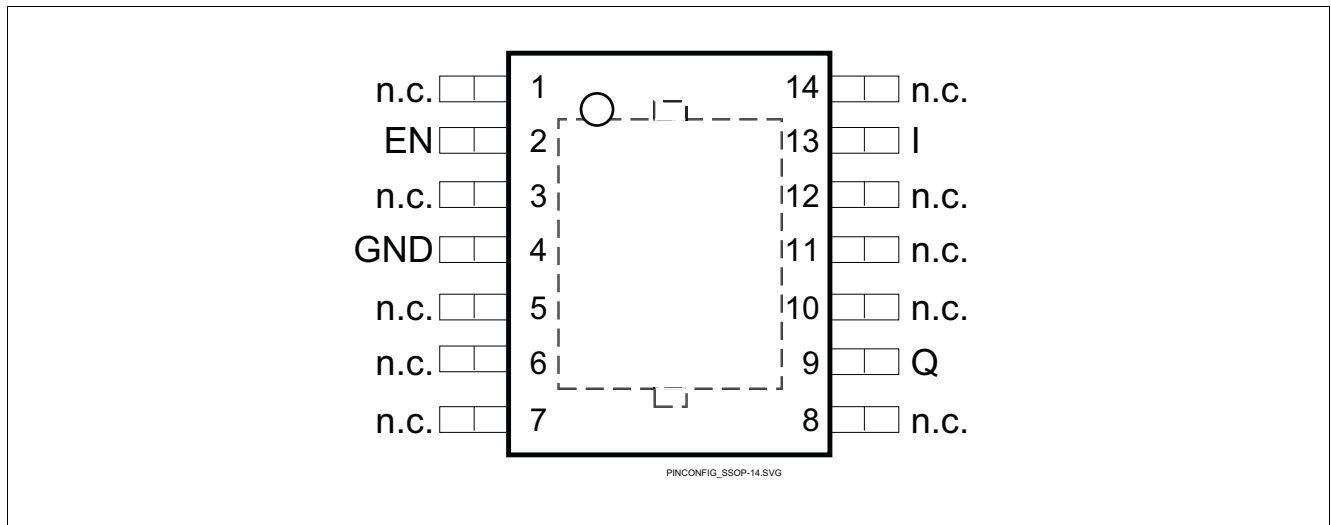 n.c. 1 14 n.c.
EN 2 13 I
n.c. 3 12 n.c.
GND 4 11 n.c.
n.c. 5 10 n.c.
n.c. 6 9 Q
n.c. 7 8 n.c.
PINCONFIG_SSOP-14.SVG